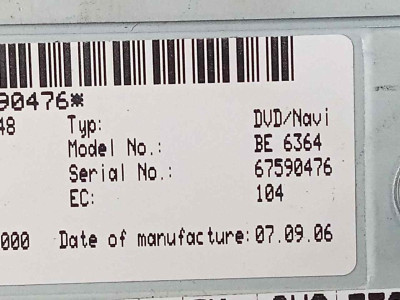 90476*
48 Typ: DVD/Navi
Model No.: BE 6364
Serial No.: 67590476
EC: 104
000 Date of manufacture: 07.09.06